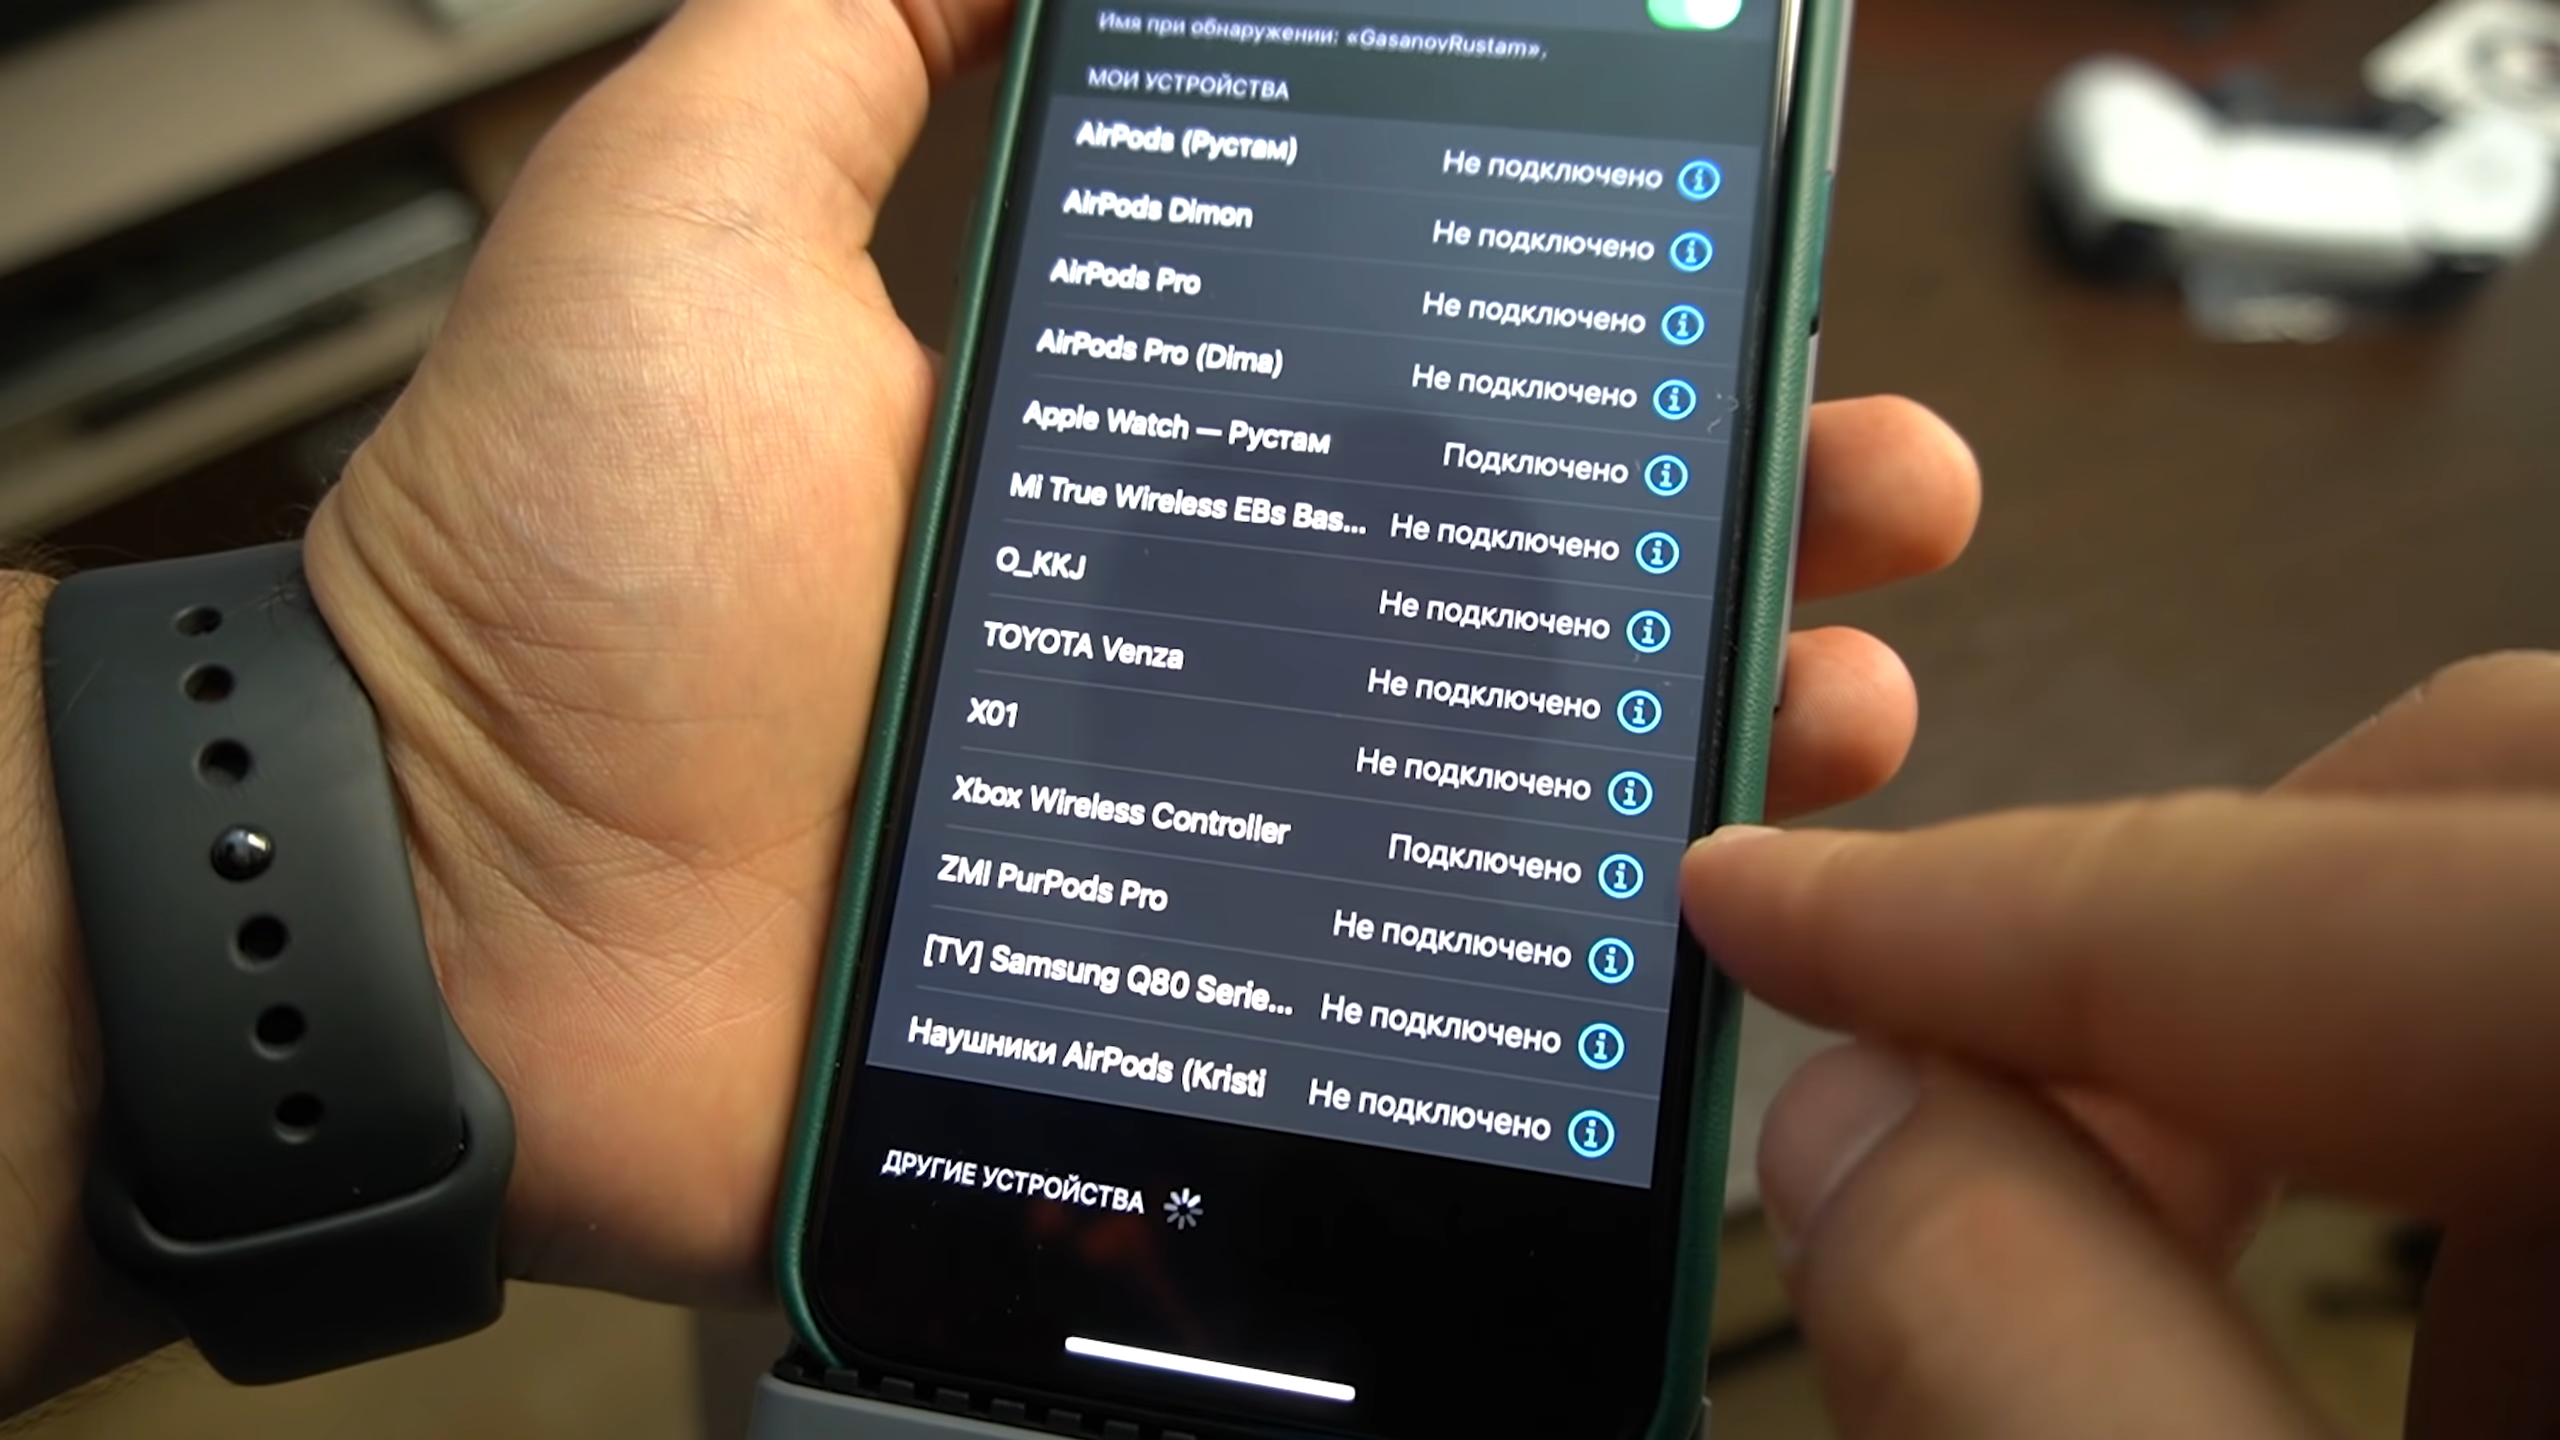 Имя при обнаружении: «GasanovRustam».
МОИ УСТРОЙСТВА
AirPods (Рустам) Не подключено
AirPods Dimon Не подключено
AirPods Pro Не подключено
AirPods Pro (Dima) Не подключено
Apple Watch — Рустам Подключено
Mi True Wireless EBs Bas... Не подключено
O_KKJ Не подключено
TOYOTA Venza Не подключено
X01 Не подключено
Xbox Wireless Controller Подключено
ZMI PurPods Pro Не подключено
[TV] Samsung Q80 Serie... Не подключено
Наушники AirPods (Kristi Не подключено
ДРУГИЕ УСТРОЙСТВА